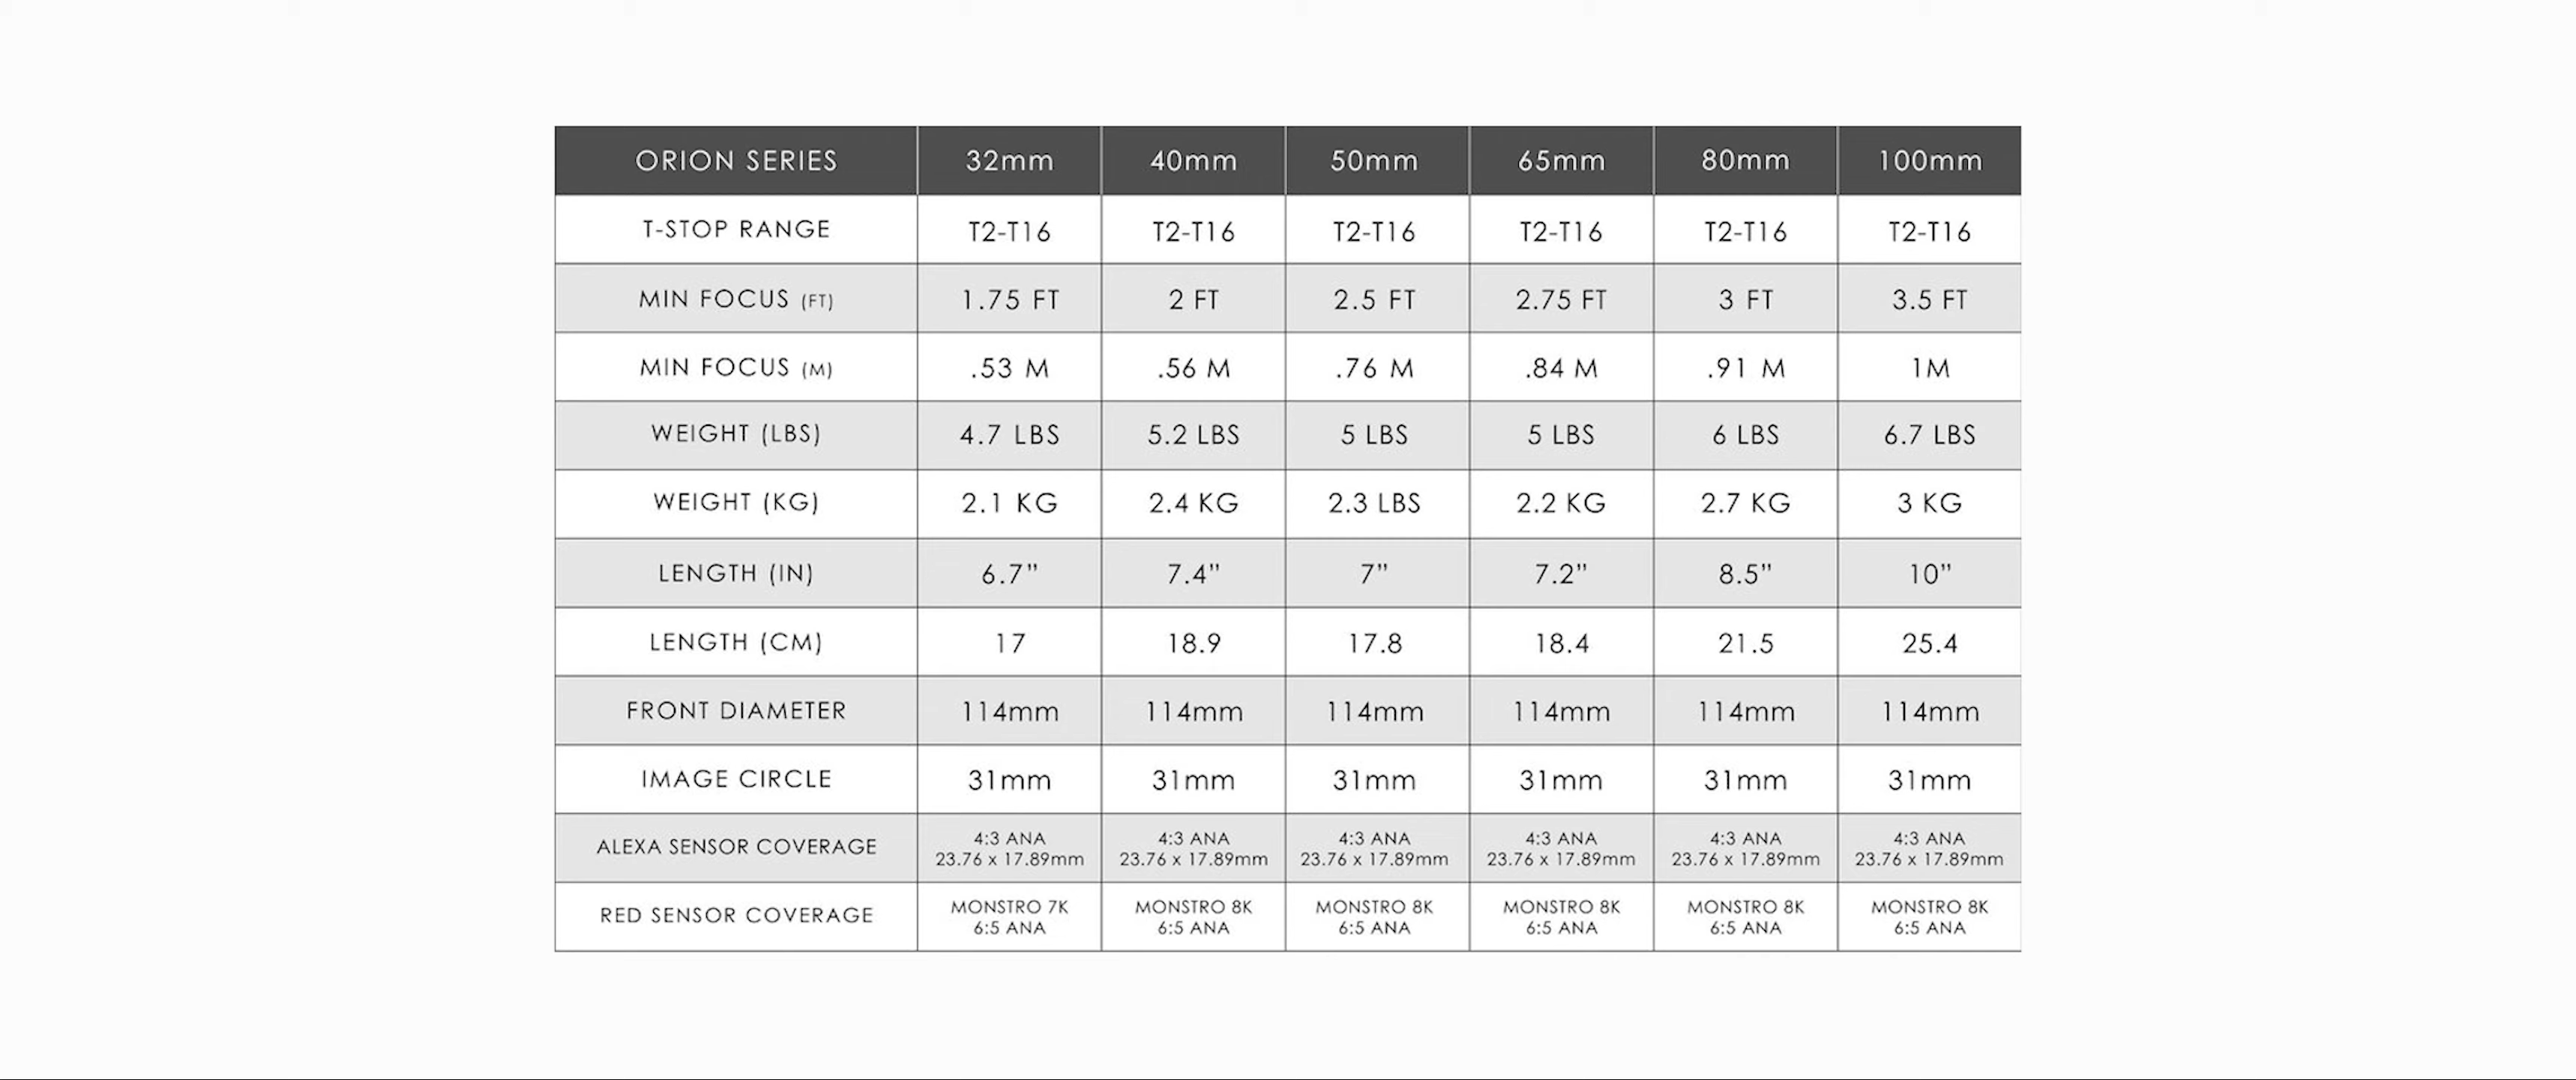 ORION SERIES 32mm 40mm 50mm 65mm 80mm 100mm
T-STOP RANGE T2-T16 T2-T16 T2-T16 T2-T16 T2-T16 T2-T16
MIN FOCUS (FT) 1.75 FT 2 FT 2.5 FT 2.75 FT 3 FT 3.5 FT
MIN FOCUS (M) .53 M .56 M .76 M .84 M .91 M 1M
WEIGHT (LBS) 4.7 LBS 5.2 LBS 5 LBS 5 LBS 6 LBS 6.7 LBS
WEIGHT (KG) 2.1 KG 2.4 KG 2.3 LBS 2.2 KG 2.7 KG 3 KG
LENGTH (IN) 6.7” 7.4” 7” 7.2” 8.5” 10”
LENGTH (CM) 17 18.9 17.8 18.4 21.5 25.4
FRONT DIAMETER 114mm 114mm 114mm 114mm 114mm 114mm
IMAGE CIRCLE 31mm 31mm 31mm 31mm 31mm 31mm
ALEXA SENSOR COVERAGE 4:3 ANA 4:3 ANA 4:3 ANA 4:3 ANA 4:3 ANA 4:3 ANA
23.76 x 17.89mm 23.76 x 17.89mm 23.76 x 17.89mm 23.76 x 17.89mm 23.76 x 17.89mm 23.76 x 17.89mm
RED SENSOR COVERAGE MONSTRO 7K MONSTRO 8K MONSTRO 8K MONSTRO 8K MONSTRO 8K MONSTRO 8K
6:5 ANA 6:5 ANA 6:5 ANA 6:5 ANA 6:5 ANA 6:5 ANA